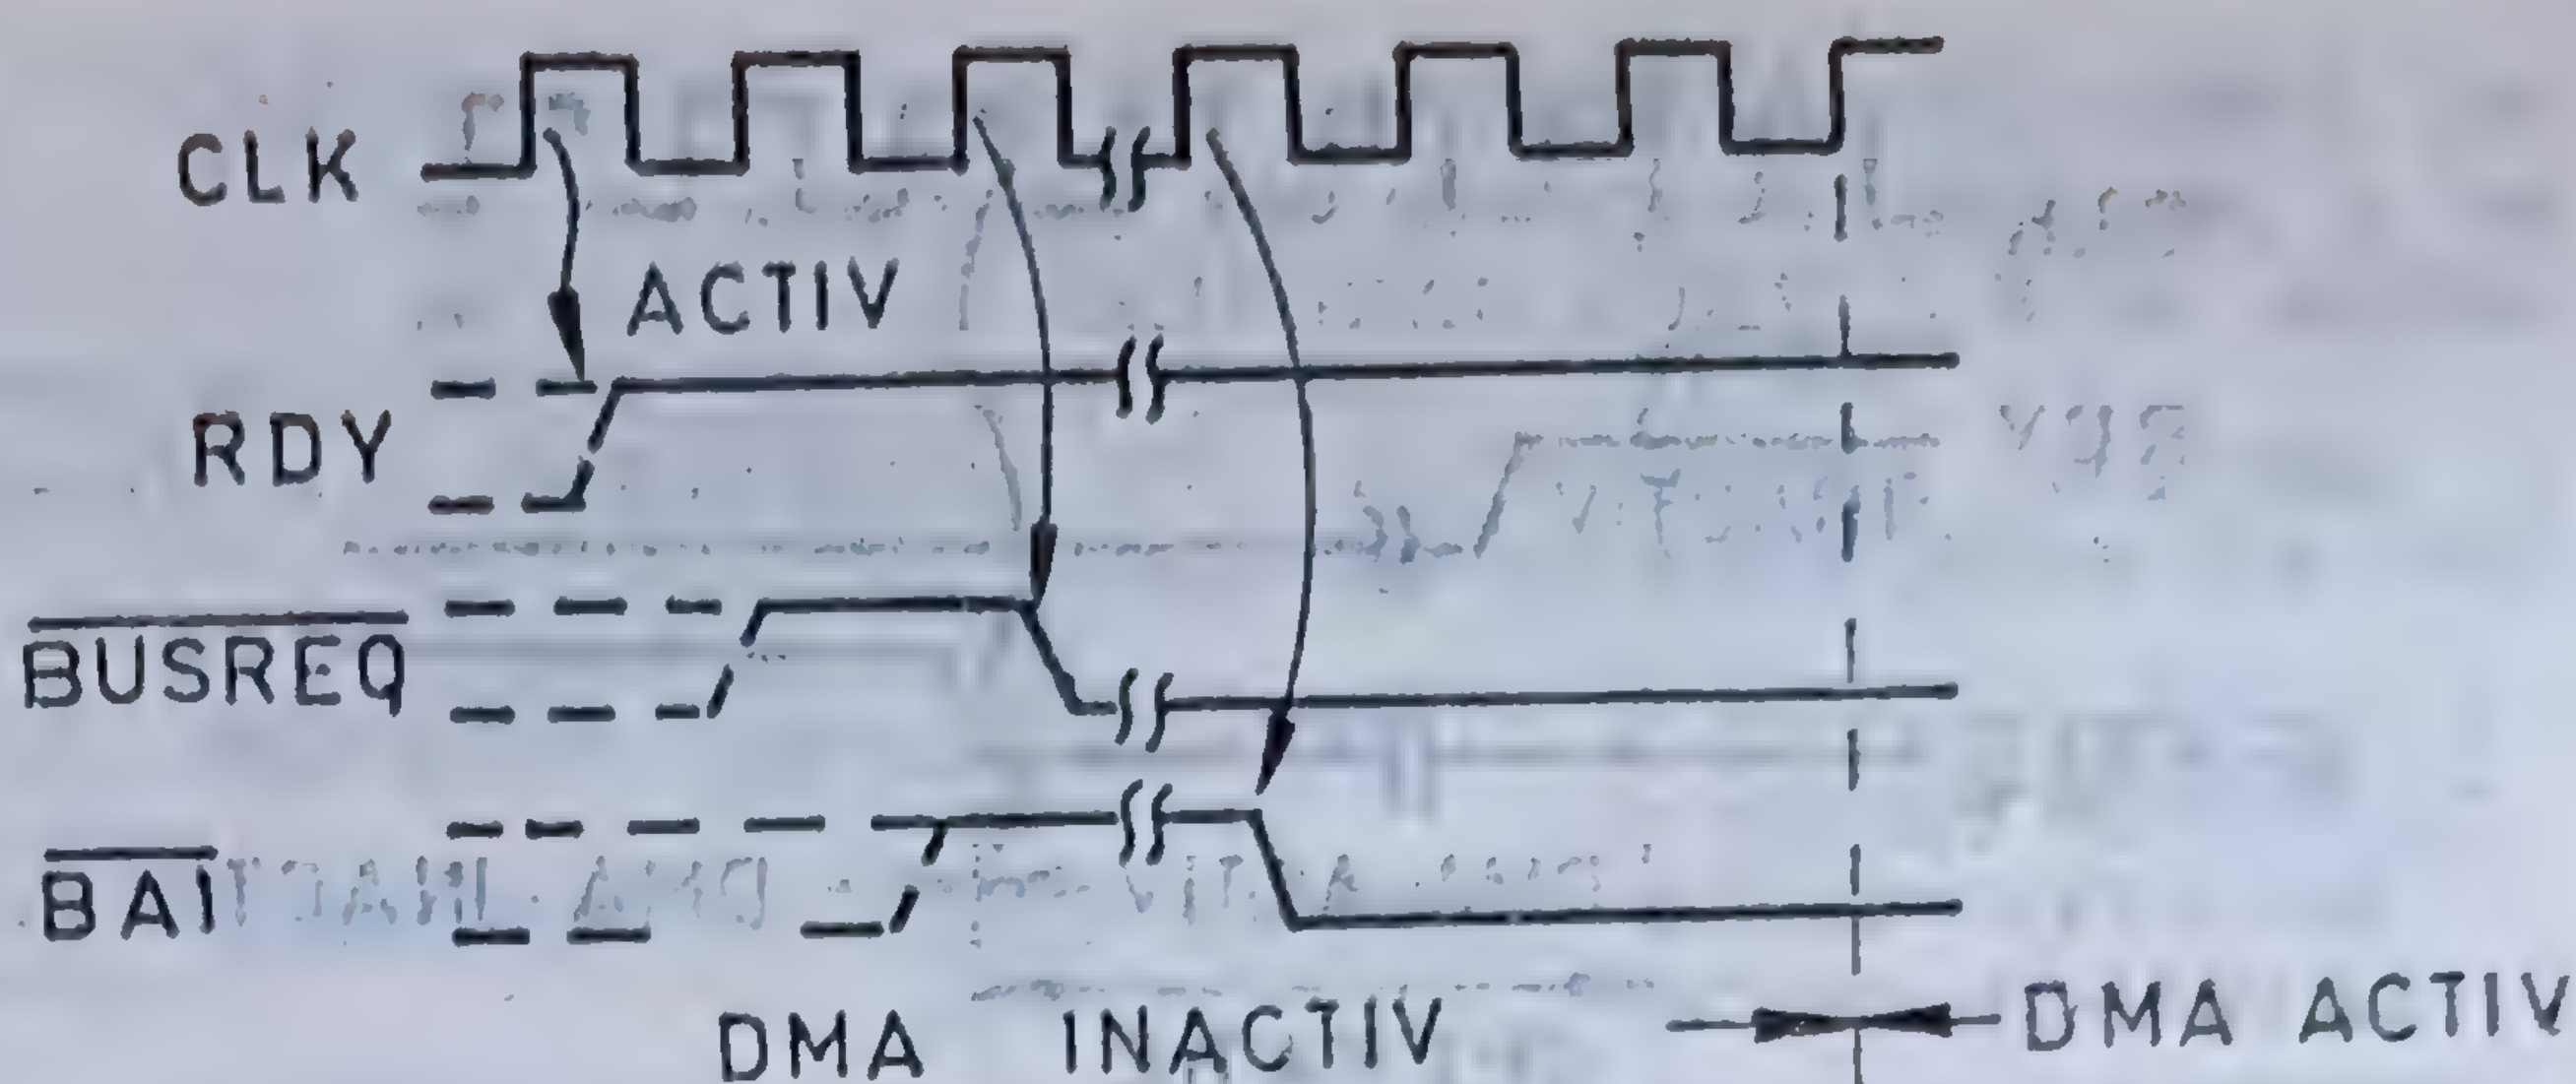 CLK
ACTIV
RDY
BUSREQ
BAI
DMA INACTIV
DMA ACTIV